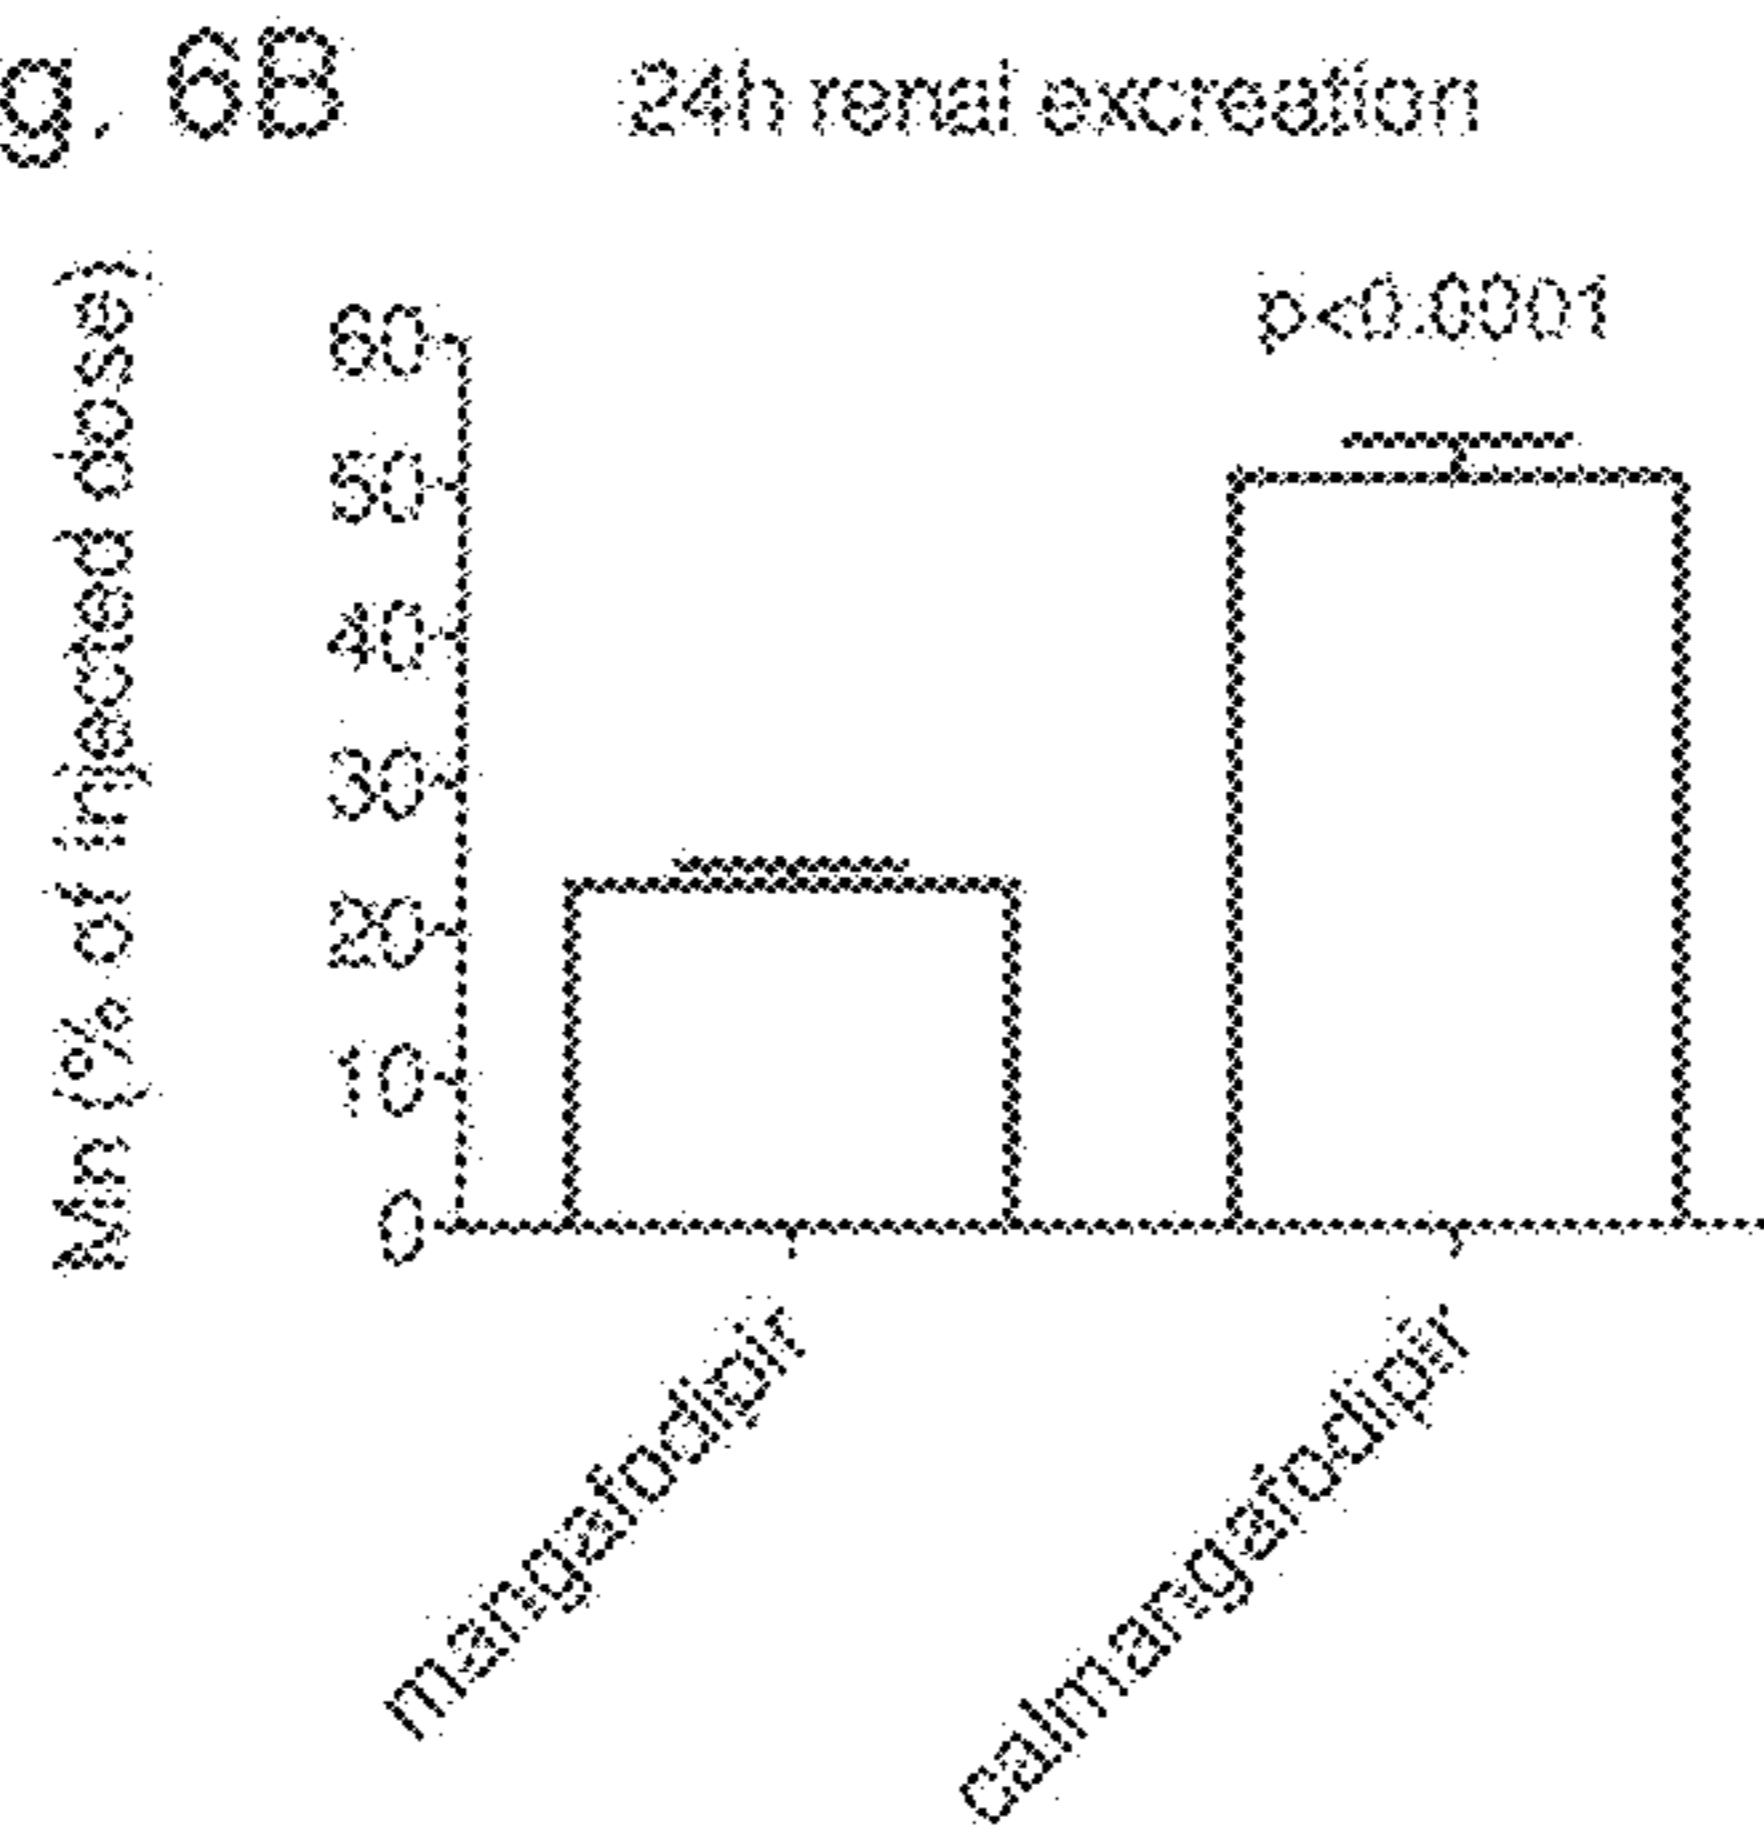 g. 6B
24h renal excreation
p<0.0001
Mn (% of injected dose)
60
50
40
30
20
10
0
mangafodipir
calmangafodipir